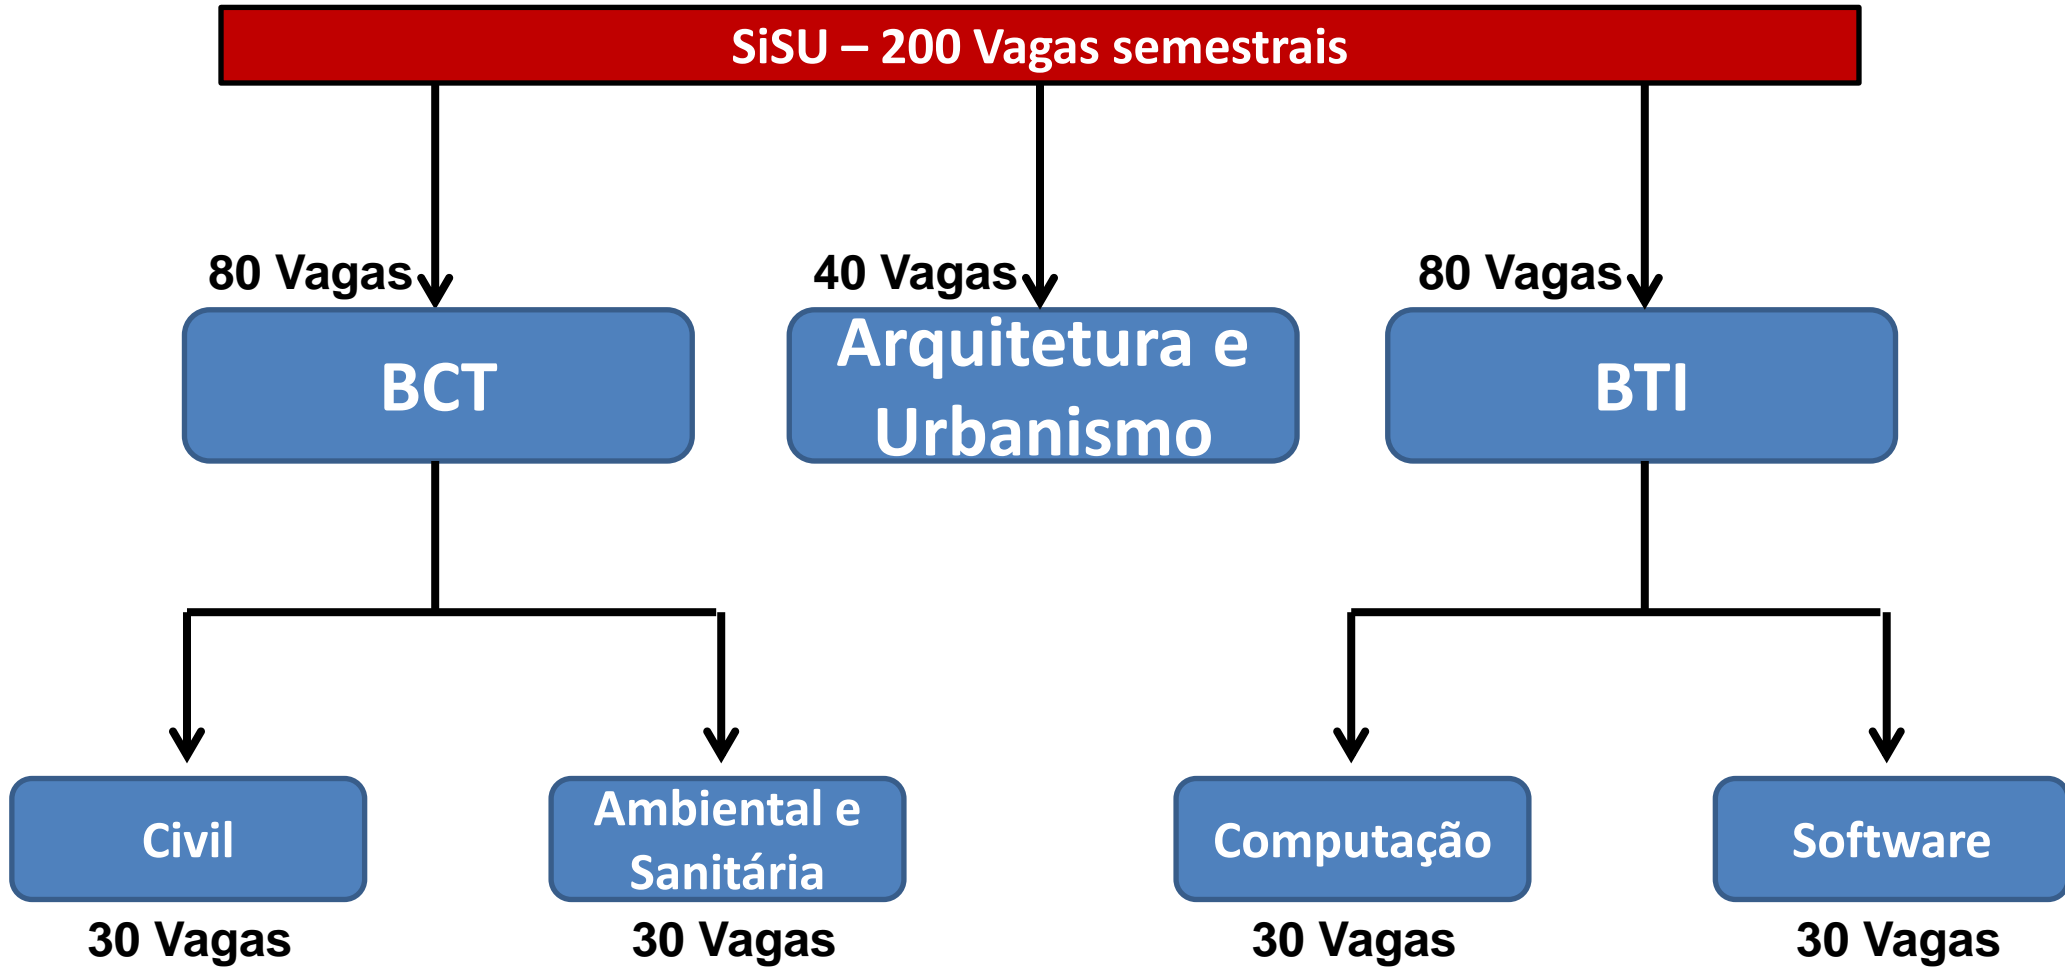 SiSU – 200 Vagas semestrais
80 Vagas
40 Vagas
80 Vagas
BCT
Arquitetura e
Urbanismo
BTI
Civil
Ambiental e
Sanitária
Computação
Software
30 Vagas
30 Vagas
30 Vagas
30 Vagas